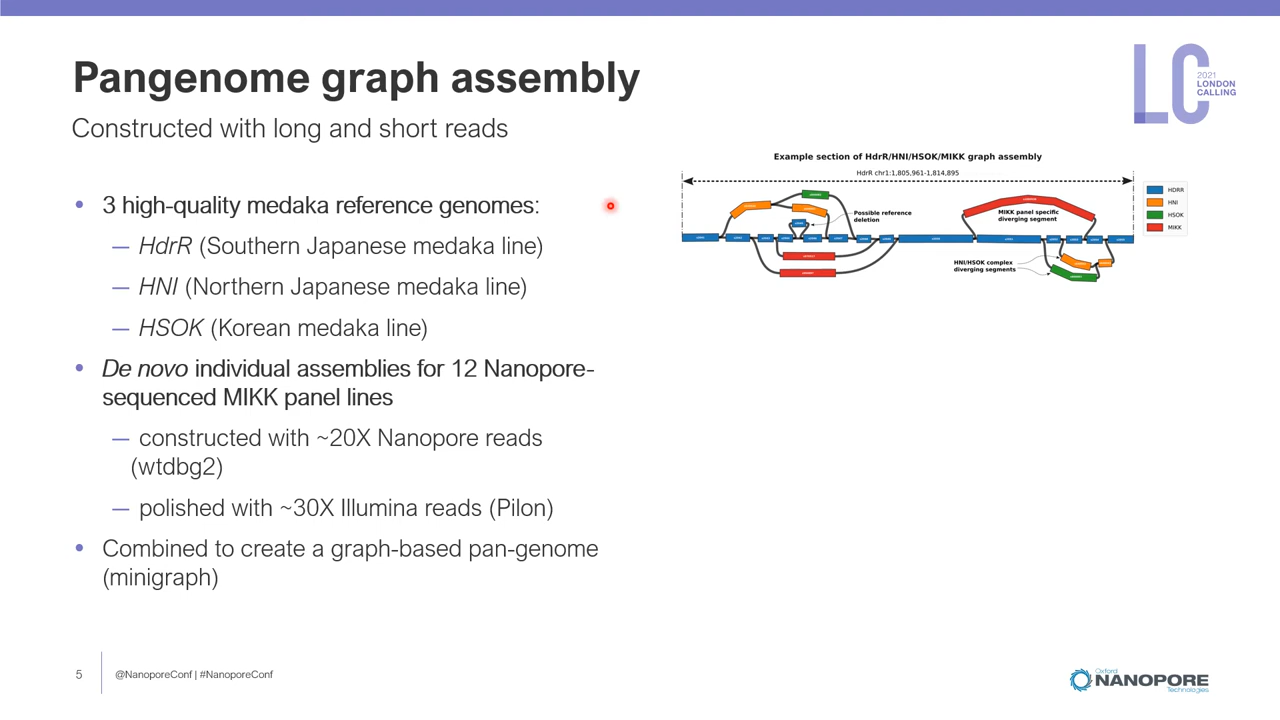 Pangenome graph assembly
Constructed with long and short reads
LC
2021
LONDON
CALLING
• 3 high-quality medaka reference genomes:
— HdrR (Southern Japanese medaka line)
— HNI (Northern Japanese medaka line)
— HSOK (Korean medaka line)
• De novo individual assemblies for 12 Nanopore-
sequenced MIKK panel lines
— constructed with ~20X Nanopore reads
(wtdbg2)
— polished with ~30X Illumina reads (Pilon)
• Combined to create a graph-based pan-genome
(minigraph)
Example section of HdrR/HNI/HSOK/MIKK graph assembly
HdrR chr1:1,805,961-1,814,895
Possible reference
deletion
MIKK panel specific
diverging segment
HNI/HSOK complex
diverging segments
HDRR
HNI
HSOK
MIKK
5
@NanoporeConf | #NanoporeConf
Oxford
NANOPORE
Technologies